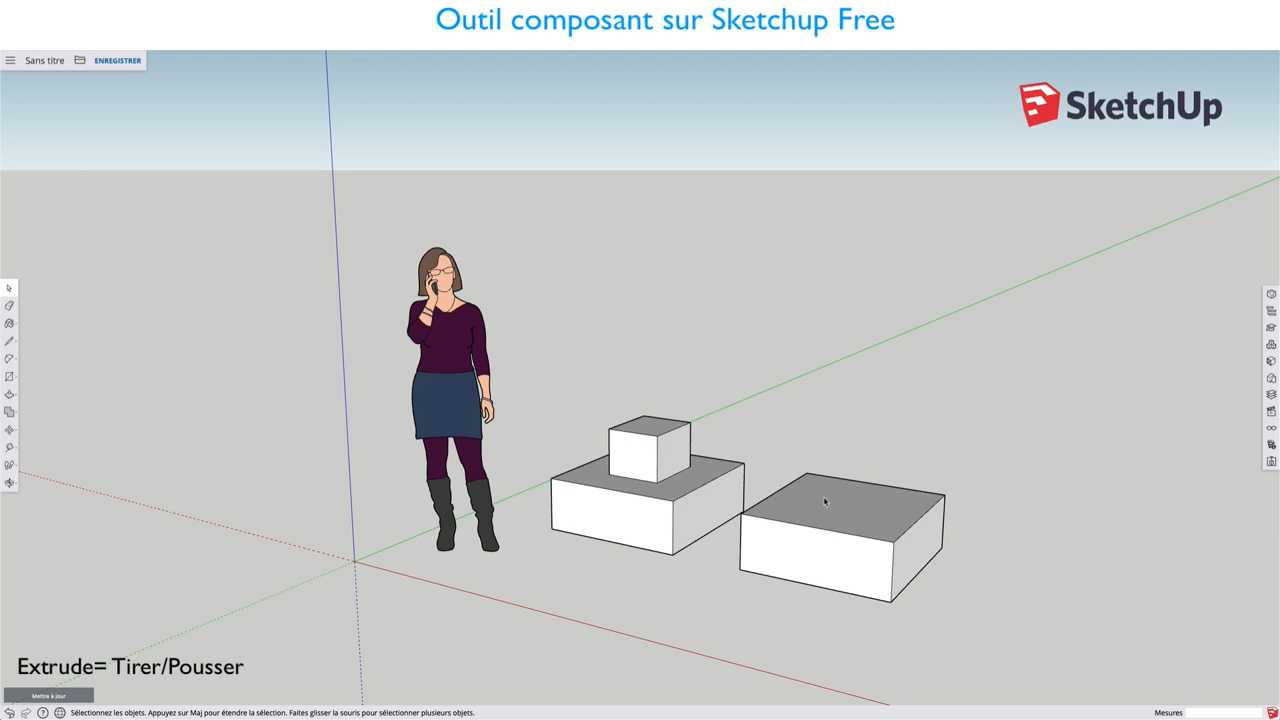 Outil composant sur Sketchup Free
Sans titre
ENREGISTRER
SketchUp
Extrude= Tirer/Pousser
Mettre à jour
Sélectionnez les objets. Appuyez sur Maj pour étendre la sélection. Faites glisser la souris pour sélectionner plusieurs objets.
Mesures